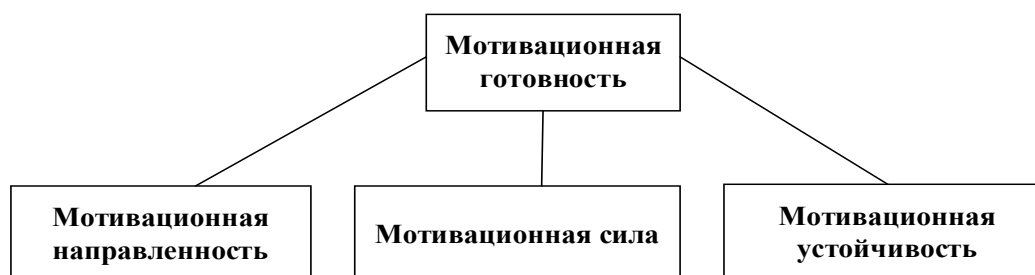 Мотивационная
готовность
Мотивационная
направленность
Мотивационная сила
Мотивационная
устойчивость